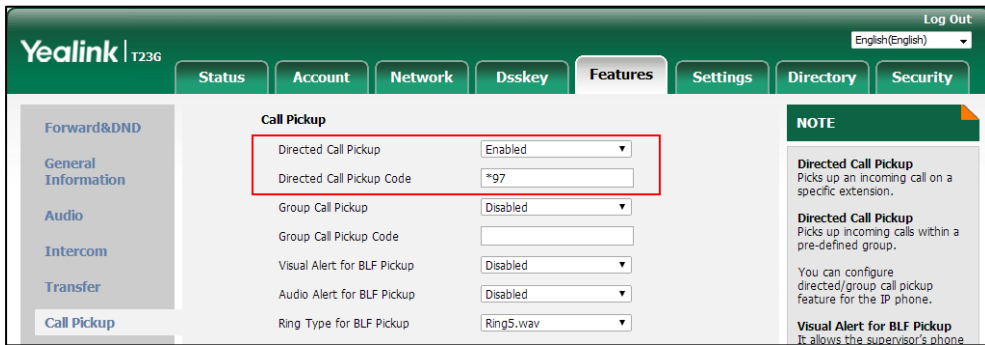 Log Out
Yealink | T23G
English(English)
Status Account Network Dsskey Features Settings Directory Security
Forward&DND
General
Information
Audio
Intercom
Transfer
Call Pickup
Call Pickup
Directed Call Pickup Enabled
Directed Call Pickup Code *97
Group Call Pickup Disabled
Group Call Pickup Code
Visual Alert for BLF Pickup Disabled
Audio Alert for BLF Pickup Disabled
Ring Type for BLF Pickup Ring5.wav
NOTE
Directed Call Pickup
Picks up an incoming call on a
specific extension.
Directed Call Pickup
Picks up incoming calls within a
pre-defined group.
You can configure
directed/group call pickup
feature for the IP phone.
Visual Alert for BLF Pickup
It allows the supervisor's phone